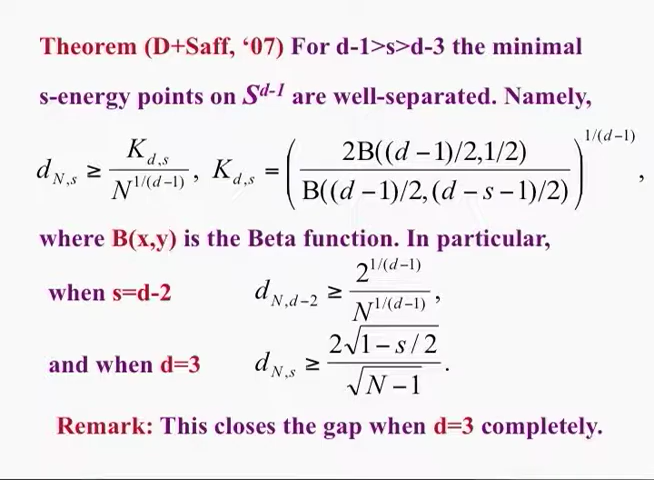 Theorem (D+Saff, ‘07) For d-1>s>d-3 the minimal
s-energy points on S^{d-1} are well-separated. Namely,
d_{N,s} ≥ K_{d,s} / N^{1/(d−1)} , K_{d,s} = ( 2B((d−1)/2,1/2) / B((d−1)/2,(d−s−1)/2) )^{1/(d−1)} ,
where B(x,y) is the Beta function. In particular,
when s=d-2 d_{N,d−2} ≥ 2^{1/(d−1)} / N^{1/(d−1)} ,
and when d=3 d_{N,s} ≥ 2√(1−s/2) / √(N−1) .
Remark: This closes the gap when d=3 completely.